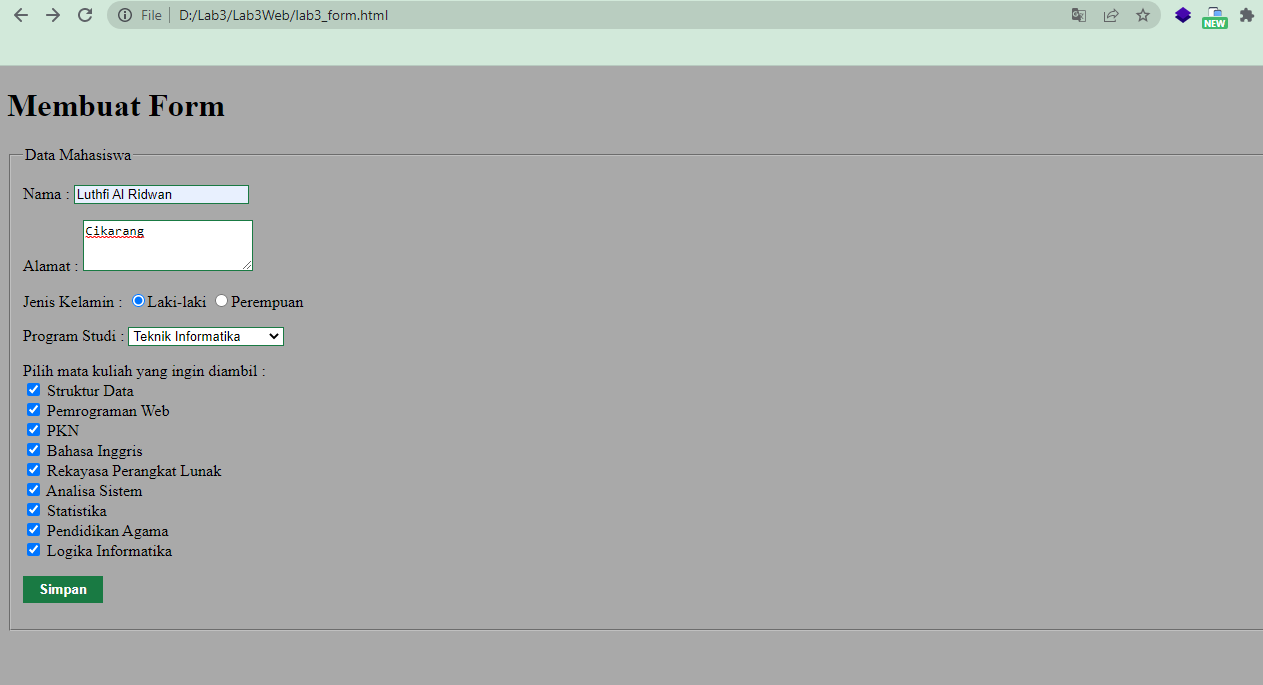 File D:/Lab3/Lab3Web/lab3_form.html
NEW
Membuat Form
Data Mahasiswa
Nama : Luthfi Al Ridwan
Alamat : Cikarang
Jenis Kelamin : Laki-laki Perempuan
Program Studi : Teknik Informatika
Pilih mata kuliah yang ingin diambil :
Struktur Data
Pemrograman Web
PKN
Bahasa Inggris
Rekayasa Perangkat Lunak
Analisa Sistem
Statistika
Pendidikan Agama
Logika Informatika
Simpan